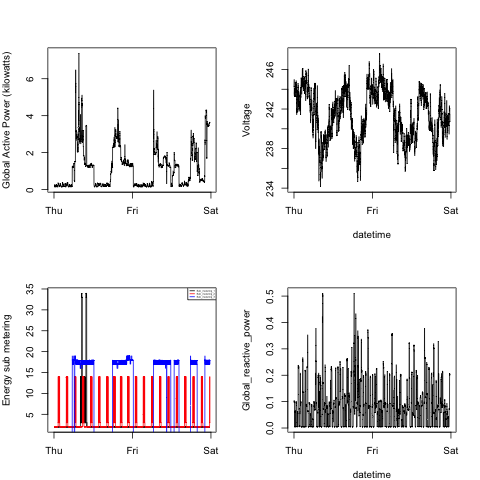 Global Active Power (kilowatts)
6
4
2
0
Thu
Fri
Sat
Voltage
246
242
238
234
Thu
Fri
Sat
datetime
Energy sub metering
35
30
25
20
15
10
5
Thu
Fri
Sat
Global_reactive_power
0.5
0.4
0.3
0.2
0.1
0.0
Thu
Fri
Sat
datetime